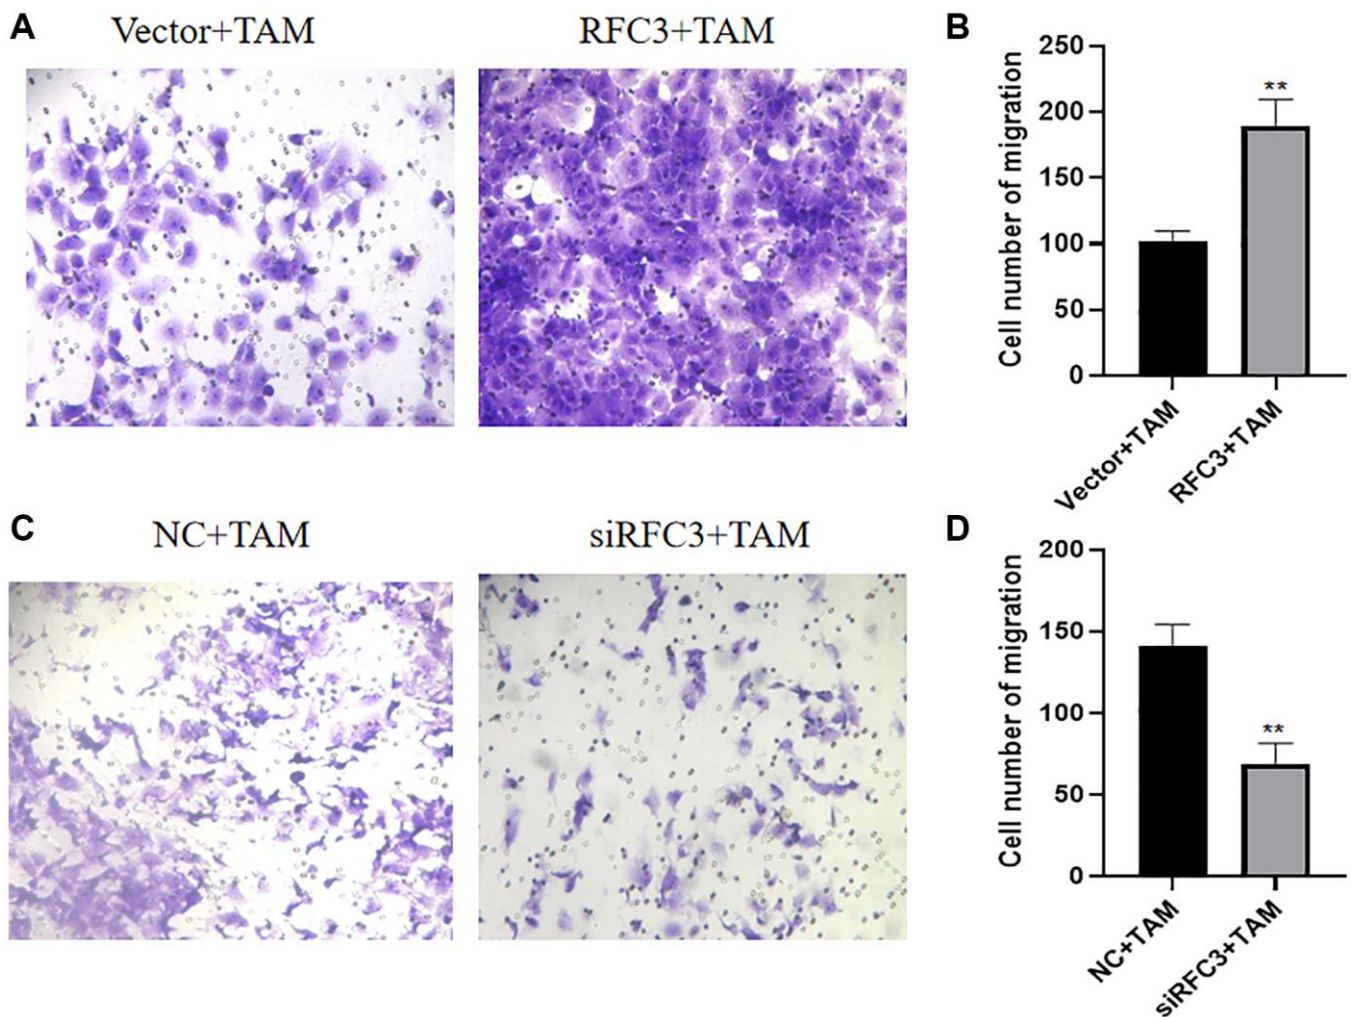 A
Vector+TAM
RFC3+TAM
B
Cell number of migration
250
200
150
100
50
0
**
Vector+TAM
RFC3+TAM
C
NC+TAM
siRFC3+TAM
D
Cell number of migration
200
150
100
50
0
**
NC+TAM
siRFC3+TAM